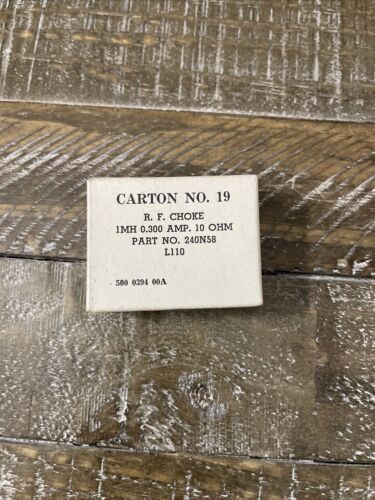 CARTON NO. 19
R. F. CHOKE
1MH 0.300 AMP. 10 OHM
PART NO. 240N58
L110
500 0394 00A